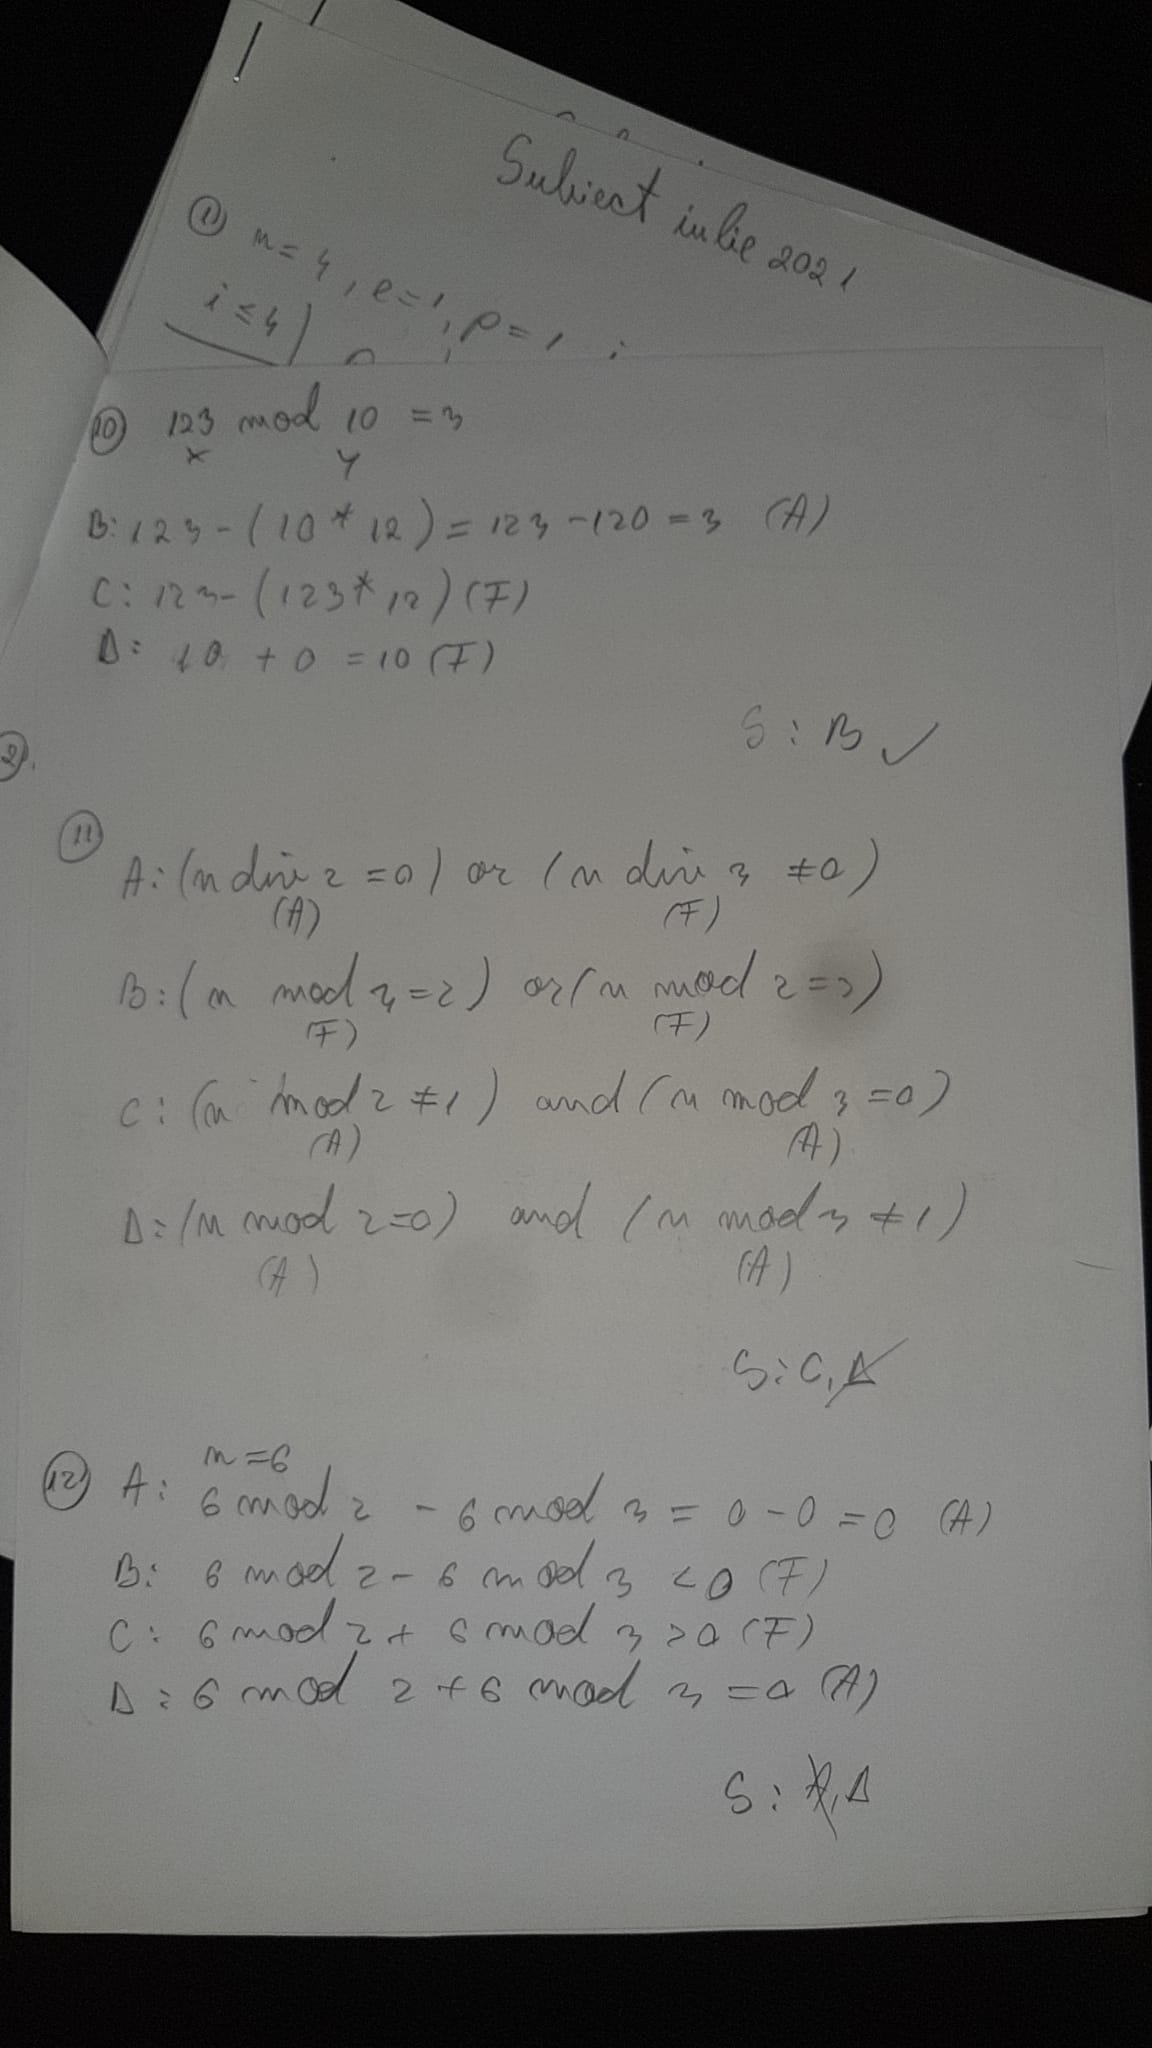 Subiect iulie 2021
① n=4, e=1, p=1, i
i≤4
⑩ 123 mod 10 = 3
x y
B: 123-(10*12)=123-120=3 (A)
C: 123-(123*12)(F)
D: 10+0=10 (F)
S: B ✓
9.
⑪
A: (n div 2=0) or (n div 3 ≠0)
(A) (F)
B: (n mod 3=2) or (n mod 2=3)
(F) (F)
C: (n mod 2≠1) and (n mod 3=0)
(A) (A)
D: (n mod 2=0) and (n mod 3≠1)
(A) (A)
S: C, D
n=6
⑫ A: 6 mod 2 - 6 mod 3 = 0-0=0 (A)
B: 6 mod 2- 6 mod 3 <0 (F)
C: 6 mod 2+ 6 mod 3 >0 (F)
D: 6 mod 2+6 mod 3 =0 (A)
S: A, D